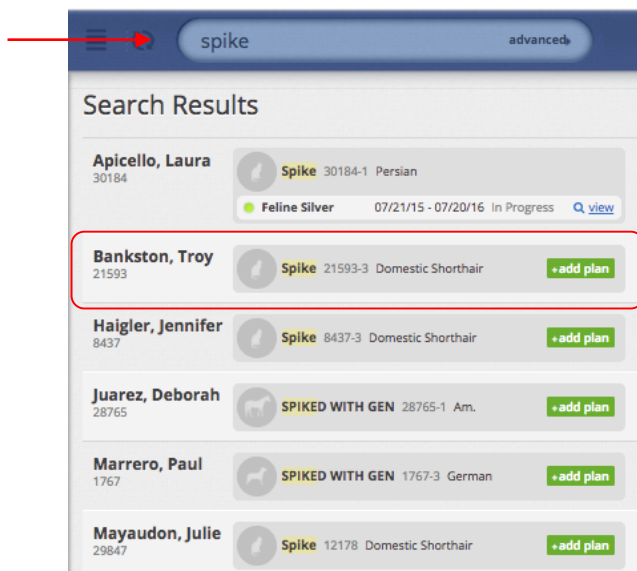 spike advanced
Search Results
Apicello, Laura
30184
Spike 30184-1 Persian
Feline Silver 07/21/15 - 07/20/16 In Progress view
Bankston, Troy
21593
Spike 21593-3 Domestic Shorthair +add plan
Haigler, Jennifer
8437
Spike 8437-3 Domestic Shorthair +add plan
Juarez, Deborah
28765
SPIKED WITH GEN 28765-1 Am. +add plan
Marrero, Paul
1767
SPIKED WITH GEN 1767-3 German +add plan
Mayaudon, Julie
29847
Spike 12178 Domestic Shorthair +add plan